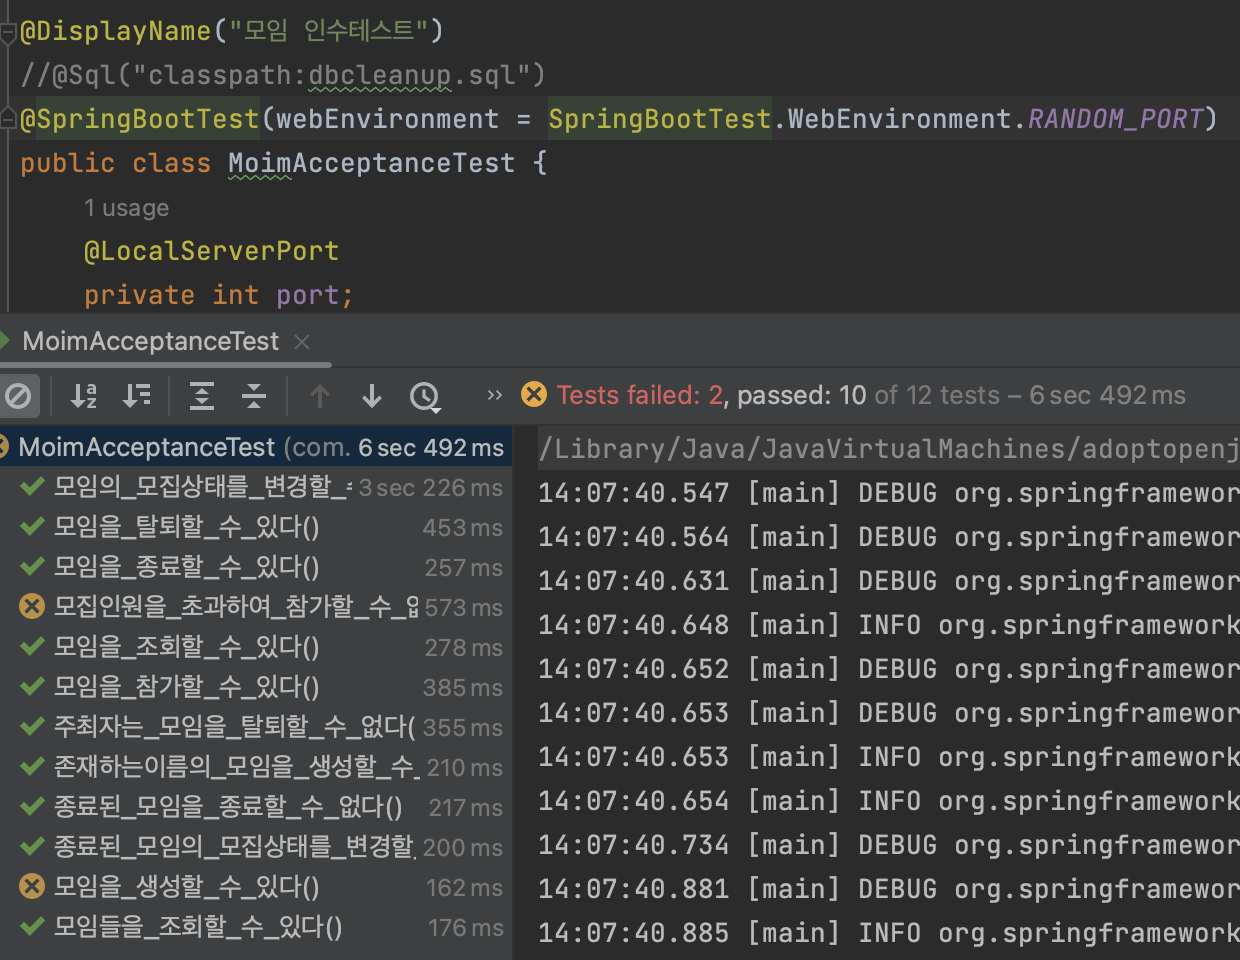 @DisplayName("모임 인수테스트")
//@Sql("classpath:dbcleanup.sql")
@SpringBootTest(webEnvironment = SpringBootTest.WebEnvironment.RANDOM_PORT)
public class MoimAcceptanceTest {
1 usage
@LocalServerPort
private int port;
MoimAcceptanceTest
Tests failed: 2, passed: 10 of 12 tests – 6 sec 492 ms
MoimAcceptanceTest (com. 6 sec 492 ms
/Library/Java/JavaVirtualMachines/adoptopenj
모임의_모집상태를_변경할_ 3 sec 226 ms
14:07:40.547 [main] DEBUG org.springframewor
모임을_탈퇴할_수_있다() 453 ms
14:07:40.564 [main] DEBUG org.springframewor
모임을_종료할_수_있다() 257 ms
14:07:40.631 [main] DEBUG org.springframewor
모집인원을_초과하여_참가할_수_ 573 ms
14:07:40.648 [main] INFO org.springframework
모임을_조회할_수_있다() 278 ms
14:07:40.652 [main] DEBUG org.springframewor
모임을_참가할_수_있다() 385 ms
14:07:40.653 [main] DEBUG org.springframewor
주최자는_모임을_탈퇴할_수_없다( 355 ms
14:07:40.653 [main] INFO org.springframework
존재하는이름의_모임을_생성할_수_ 210 ms
14:07:40.654 [main] INFO org.springframework
종료된_모임을_종료할_수_없다() 217 ms
14:07:40.734 [main] DEBUG org.springframewor
종료된_모임의_모집상태를_변경할_ 200 ms
14:07:40.881 [main] DEBUG org.springframewor
모임을_생성할_수_있다() 162 ms
14:07:40.885 [main] INFO org.springframework
모임들을_조회할_수_있다() 176 ms